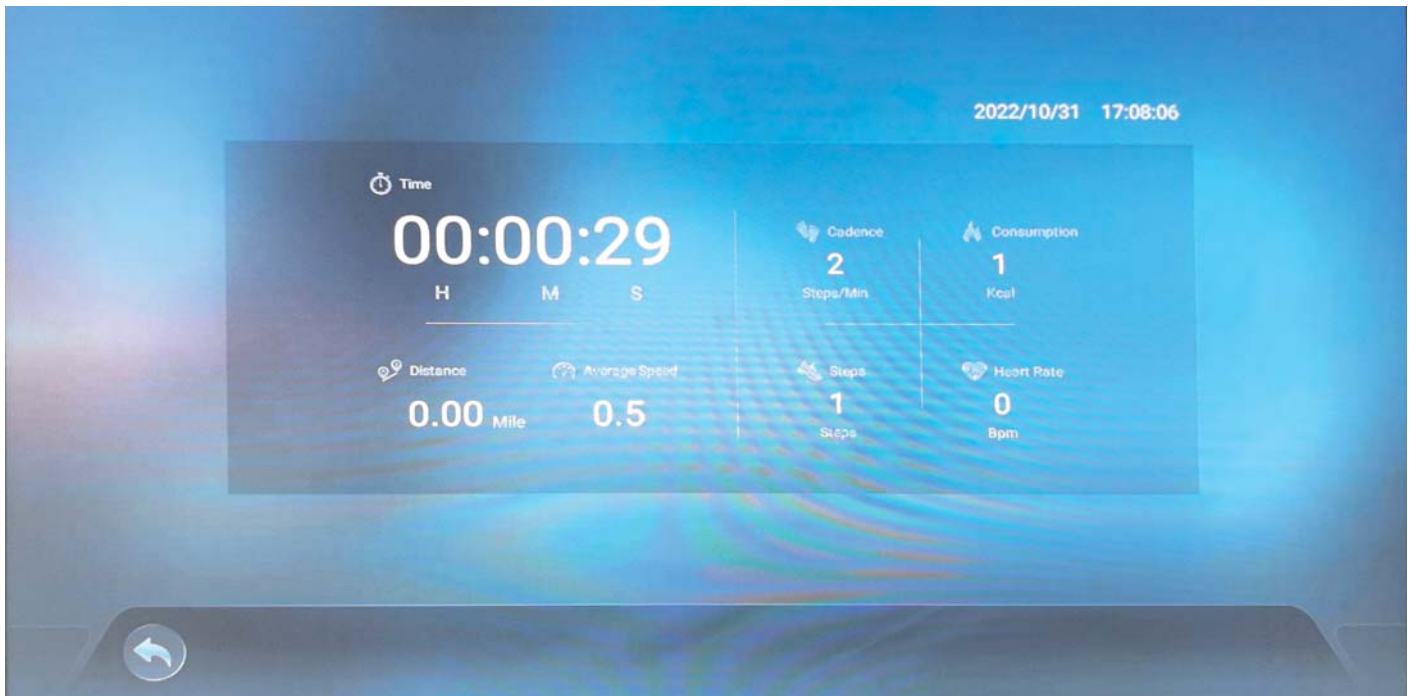 2022/10/31 17:08:06
Time
00:00:29
H M S
Cadence
2
Steps/Min
Consumption
1
Kcal
Distance
0.00 Mile
Average Speed
0.5
Steps
1
Steps
Heart Rate
0
Bpm